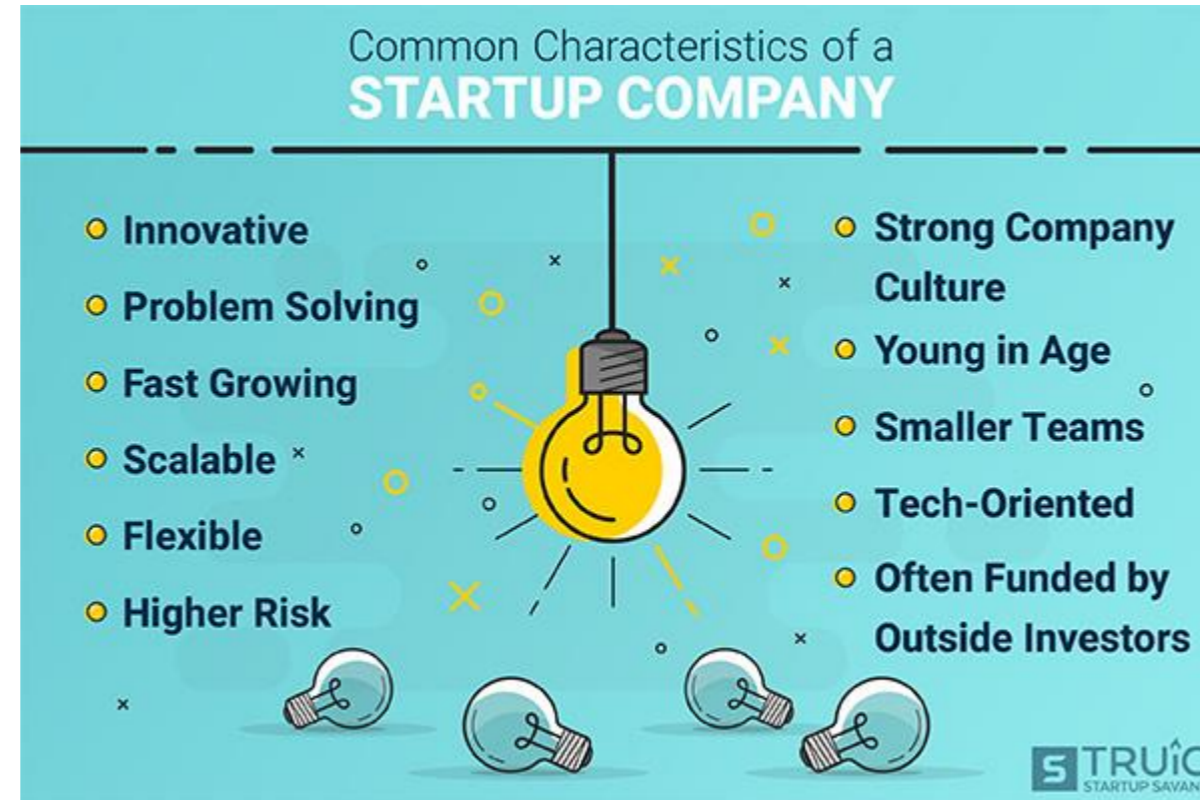 Common Characteristics of a
STARTUP COMPANY
Innovative
Problem Solving
Fast Growing
Scalable
Flexible
Higher Risk
Strong Company
Culture
Young in Age
Smaller Teams
Tech-Oriented
Often Funded by
Outside Investors
STARTUP